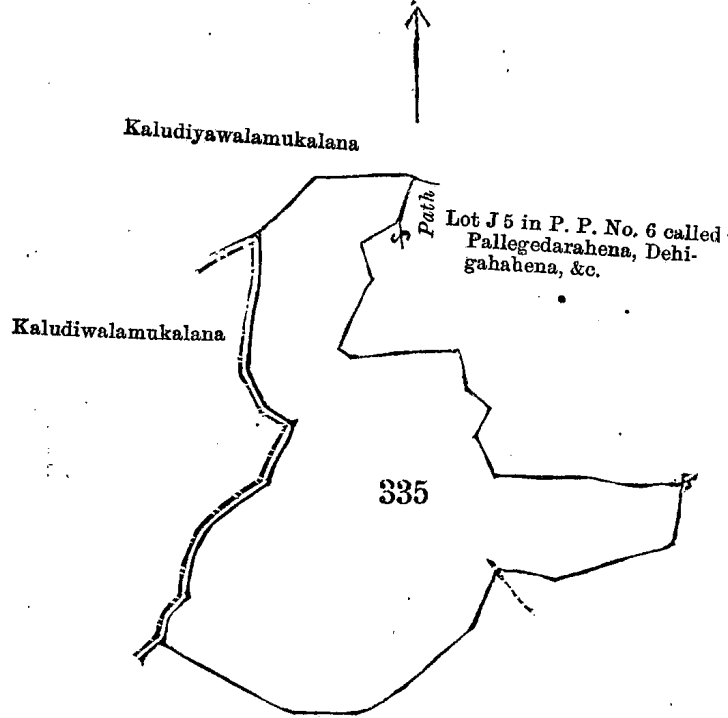 Kaludiyawalamukalana
Path
Lot J 5 in P. P. No. 6 called
Pallegedarahena, Dehi-
gahahena, &c.
Kaludiwalamukalana
335